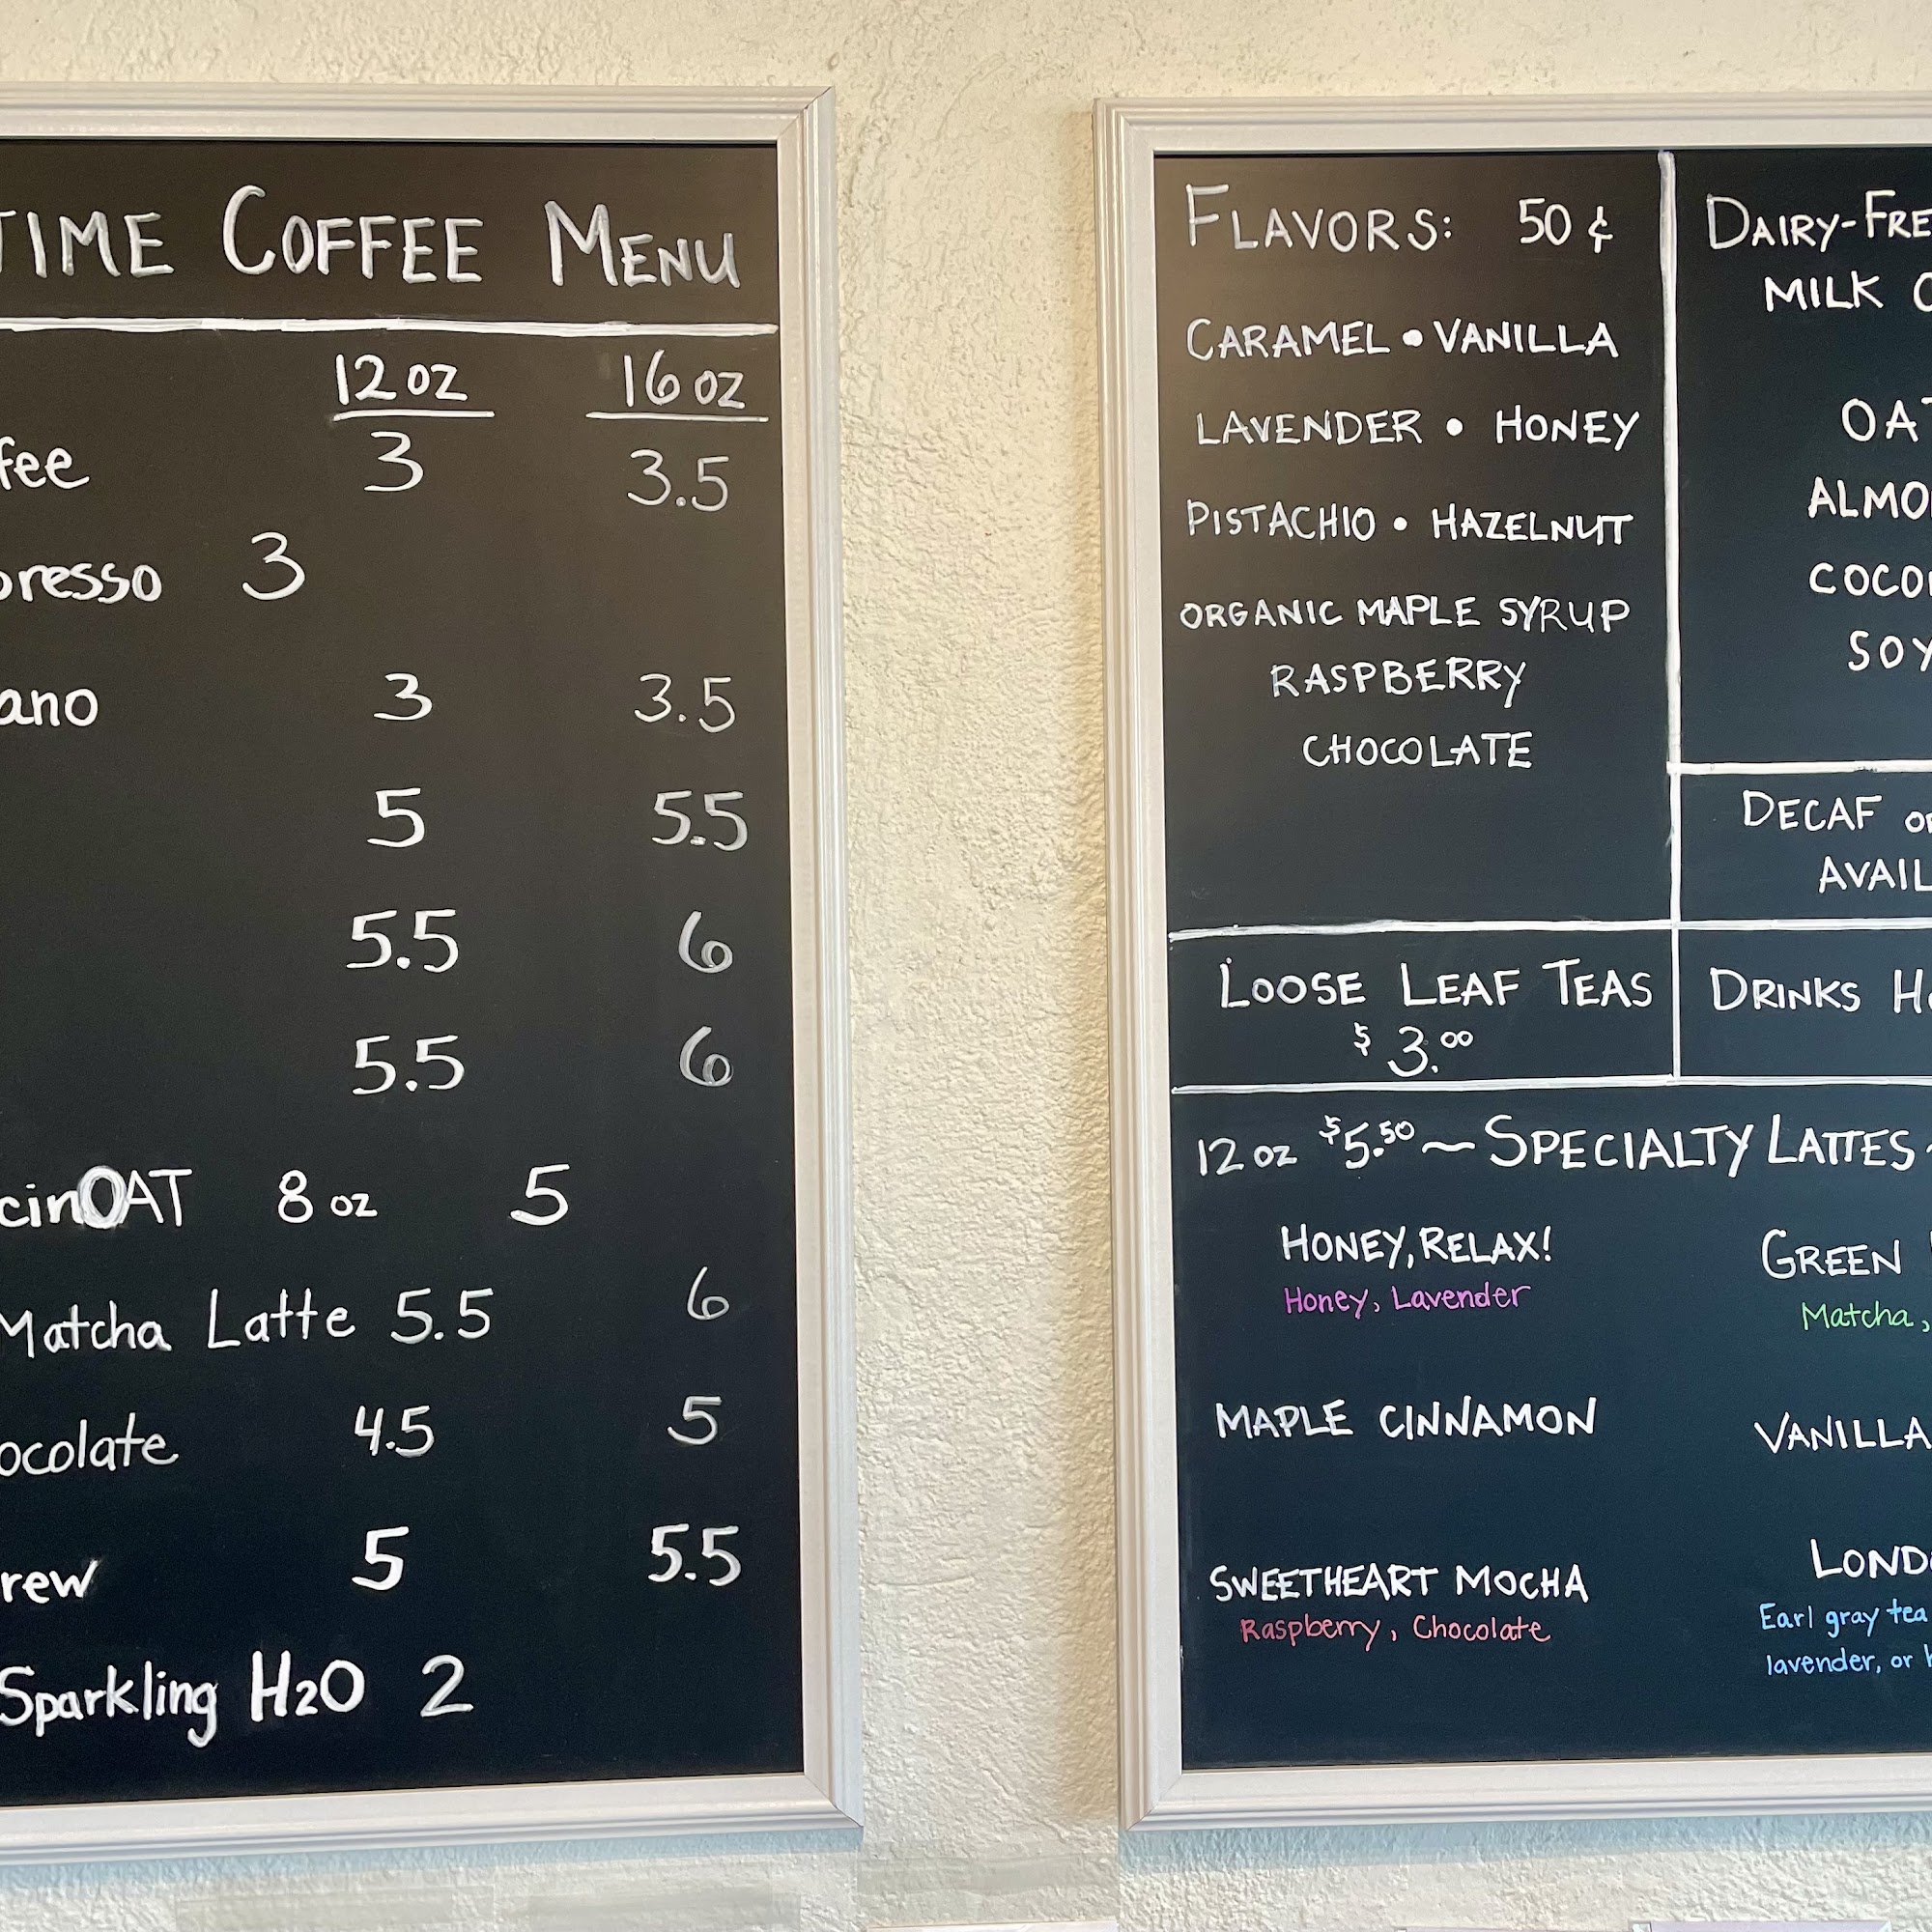 TIME COFFEE MENU
12 oz 16 oz
fee 3 3.5
presso 3
ano 3 3.5
5 5.5
5.5 6
5.5 6
cinOAT 8 oz 5
Matcha Latte 5.5 6
ocolate 4.5 5
rew 5 5.5
Sparkling H2O 2
FLAVORS: 50 ¢
CARAMEL • VANILLA
LAVENDER • HONEY
PISTACHIO • HAZELNUT
ORGANIC MAPLE SYRUP
RASPBERRY
CHOCOLATE
DAIRY-FRE
MILK
OAT
ALMO
COCO
SOY
DECAF
AVAIL
LOOSE LEAF TEAS
$3.00
DRINKS
12 oz $5.50 ~ SPECIALTY LATTES ~
HONEY, RELAX!
Honey, Lavender
GREEN
Matcha,
MAPLE CINNAMON
VANILLA
SWEETHEART MOCHA
Raspberry, Chocolate
LOND
Earl gray tea
lavender, or